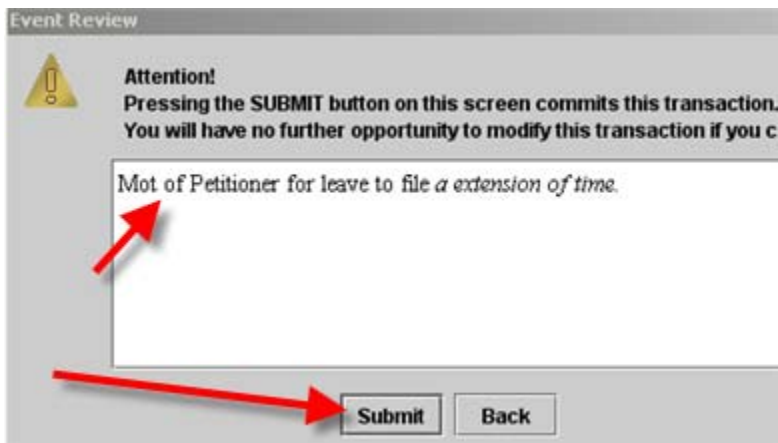 Event Review
Attention!
Pressing the SUBMIT button on this screen commits this transaction.
You will have no further opportunity to modify this transaction if you c
Mot of Petitioner for leave to file a extension of time.
Submit Back